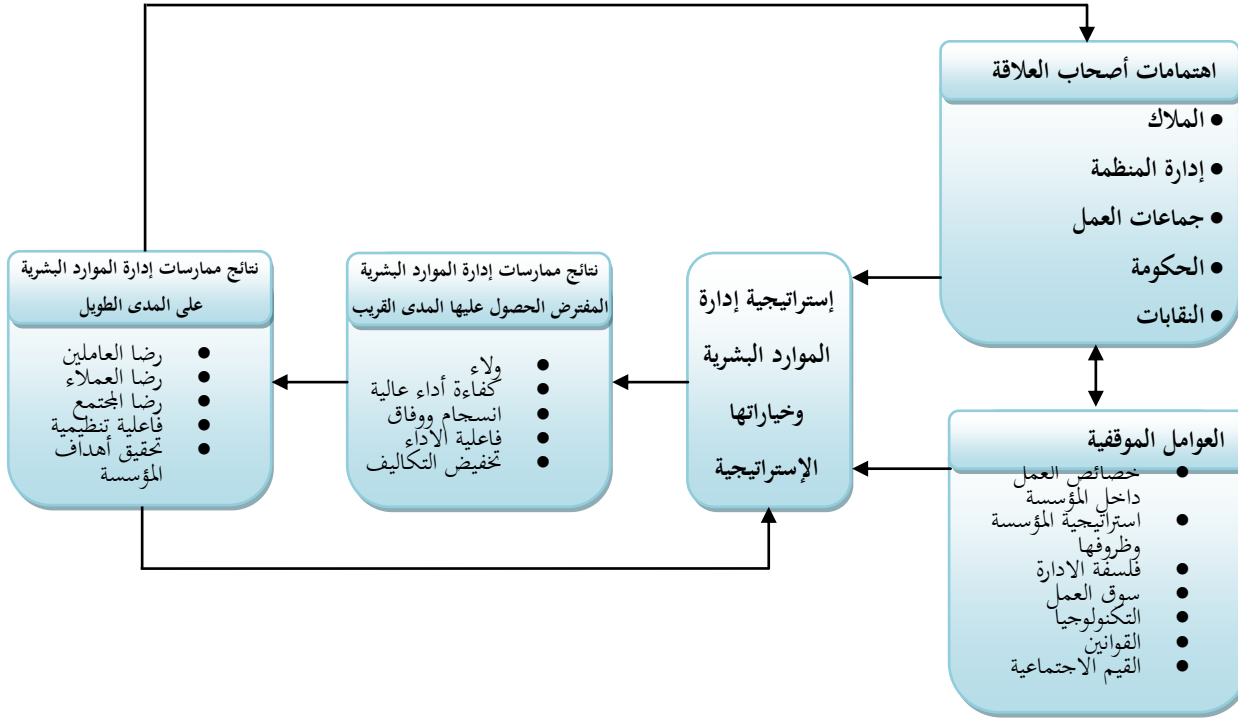 اهتمامات أصحاب العلاقة
● الملاك
● إدارة المنظمة
● جماعات العمل
● الحكومة
● النقابات
العوامل الموقفية
● خصائص العمل
داخل المؤسسة
● استراتيجية المؤسسة
وظروفها
● فلسفة الادارة
● سوق العمل
● التكنولوجيا
● القوانين
● القيم الاجتماعية
إستراتيجية إدارة
الموارد البشرية
وخياراتها
الإستراتيجية
نتائج ممارسات إدارة الموارد البشرية
المفترض الحصول عليها المدى القريب
● ولاء
● كفاءة أداء عالية
● انسجام ووفاق
● فاعلية الاداء
● تخفيض التكاليف
نتائج ممارسات إدارة الموارد البشرية
على المدى الطويل
● رضا العاملين
● رضا العملاء
● رضا المجتمع
● فاعلية تنظيمية
● تحقيق أهداف
المؤسسة